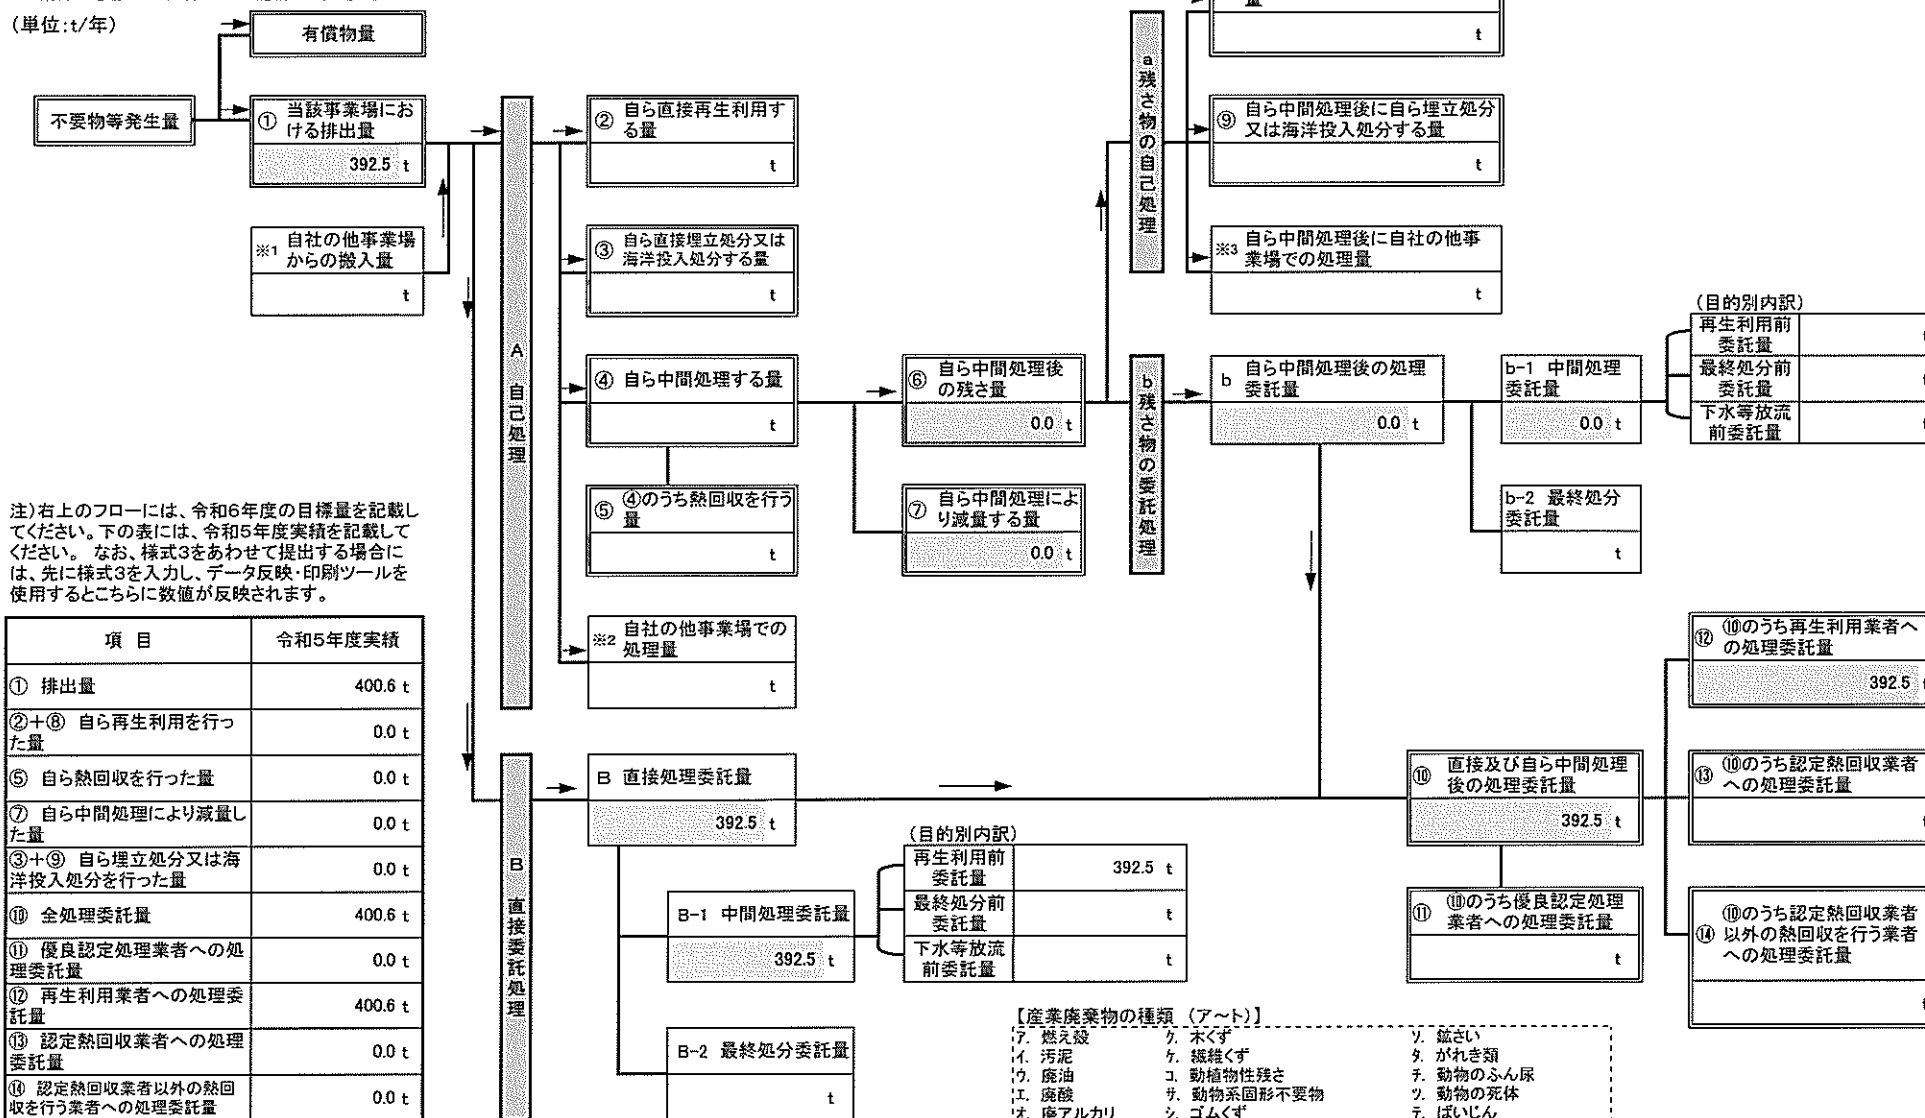 (単位:t/年)
有償物量
不要物等発生量
① 当該事業場にお
ける排出量
392.5 t
※1 自社の他事業場
からの搬入量
t
A 自己処理
② 自ら直接再生利用す
る量
t
③ 自ら直接埋立処分又は
海洋投入処分する量
t
④ 自ら中間処理する量
t
⑤ ④のうち熱回収を行う
量
t
※2 自社の他事業場での
処理量
t
⑥ 自ら中間処理後
の残さ量
0.0 t
⑦ 自ら中間処理によ
り減量する量
0.0 t
a 残さ物の自己処理
量
t
⑨ 自ら中間処理後に自ら埋立処分
又は海洋投入処分する量
t
※3 自ら中間処理後に自社の他事
業場での処理量
t
b 残さ物の委託処理
b 自ら中間処理後の処理
委託量
0.0 t
b-1 中間処理
委託量
0.0 t
(目的別内訳)
再生利用前
委託量
t
最終処分前
委託量
t
下水等放流
前委託量
t
b-2 最終処分
委託量
t
注)右上のフローには、令和6年度の目標量を記載し
てください。下の表には、令和5年度実績を記載して
ください。 なお、様式3をあわせて提出する場合に
は、先に様式3を入力し、データ反映・印刷ツールを
使用するとこちらに数値が反映されます。
項 目 令和5年度実績
① 排出量 400.6 t
②+⑧ 自ら再生利用を行っ
た量 0.0 t
⑤ 自ら熱回収を行った量 0.0 t
⑦ 自ら中間処理により減量し
た量 0.0 t
③+⑨ 自ら埋立処分又は海
洋投入処分を行った量 0.0 t
⑩ 全処理委託量 400.6 t
⑪ 優良認定処理業者への処
理委託量 0.0 t
⑫ 再生利用業者への処理委
託量 400.6 t
⑬ 認定熱回収業者への処理
委託量 0.0 t
⑭ 認定熱回収業者以外の熱回
収を行う業者への処理委託量 0.0 t
B 直接委託処理
B 直接処理委託量
392.5 t
B-1 中間処理委託量
392.5 t
(目的別内訳)
再生利用前
委託量 392.5 t
最終処分前
委託量 t
下水等放流
前委託量 t
B-2 最終処分委託量
t
⑩ 直接及び自ら中間処理
後の処理委託量
392.5 t
⑪ ⑩のうち優良認定処理
業者への処理委託量
t
⑫ ⑩のうち再生利用業者へ
の処理委託量
392.5 t
⑬ ⑩のうち認定熱回収業者
への処理委託量
t
⑭ ⑩のうち認定熱回収業者
以外の熱回収を行う業者
への処理委託量
t
【産業廃棄物の種類 (ア~ト)】
ア. 燃え殻 ク. 木くず ソ. 鉱さい
イ. 汚泥 ケ. 繊維くず タ. がれき類
ウ. 廃油 コ. 動植物性残さ チ. 動物のふん尿
エ. 廃酸 サ. 動物系固形不要物 ツ. 動物の死体
オ. 廃アルカリ シ. ゴムくず テ. ばいじん